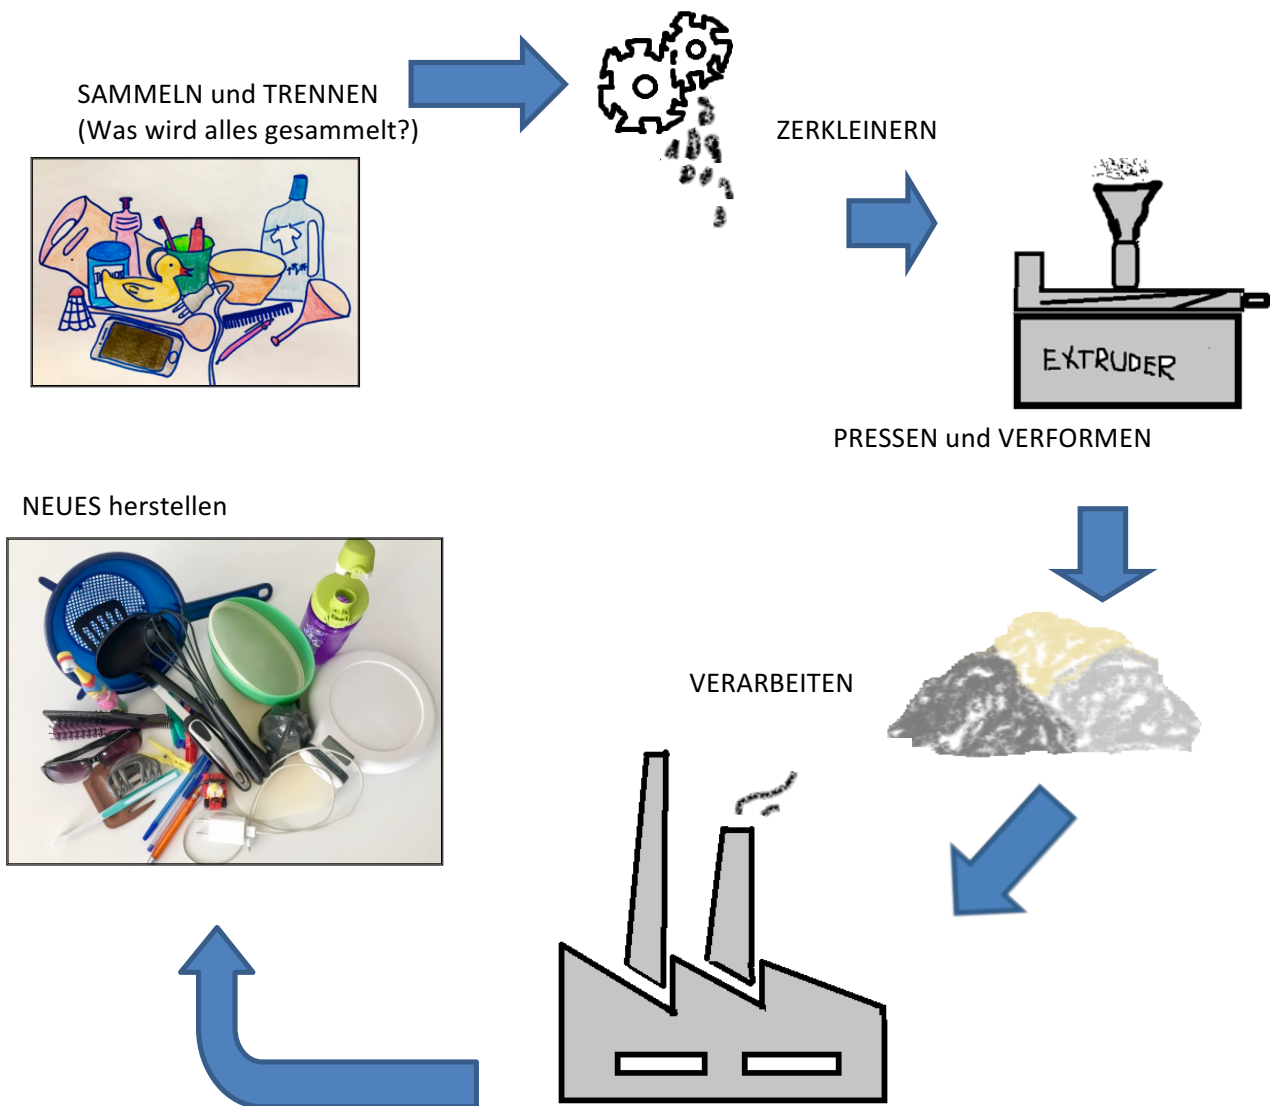 SAMMELN und TRENNEN
(Was wird alles gesammelt?)
ZERKLEINERN
EXTRUDER
PRESSEN und VERFORMEN
NEUES herstellen
VERARBEITEN